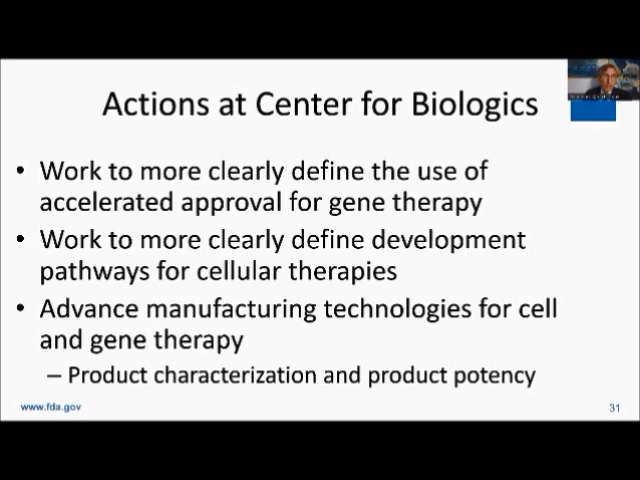 Actions at Center for Biologics
• Work to more clearly define the use of
accelerated approval for gene therapy
• Work to more clearly define development
pathways for cellular therapies
• Advance manufacturing technologies for cell
and gene therapy
– Product characterization and product potency
www.fda.gov
31